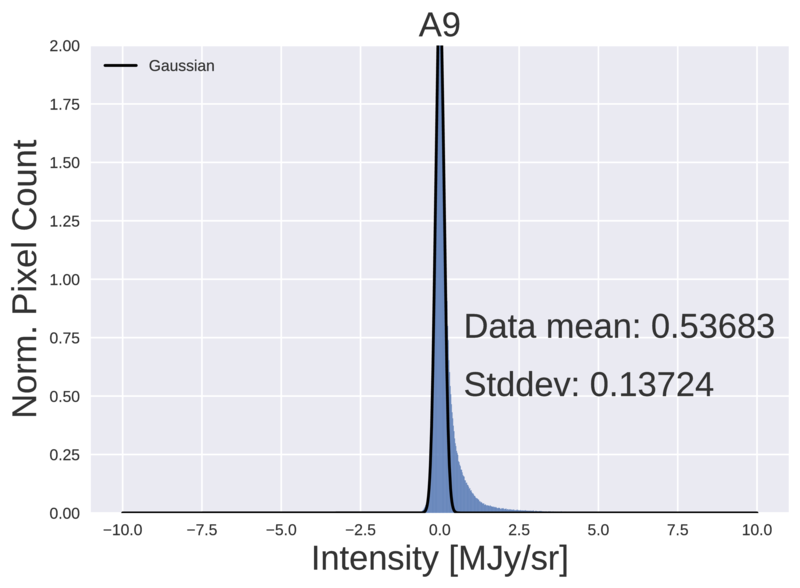 A9
2.00
Gaussian
1.75
1.50
1.25
1.00
0.75
0.50
0.25
0.00
Norm. Pixel Count
Data mean: 0.53683
Stddev: 0.13724
−10.0 −7.5 −5.0 −2.5 0.0 2.5 5.0 7.5 10.0
Intensity [MJy/sr]